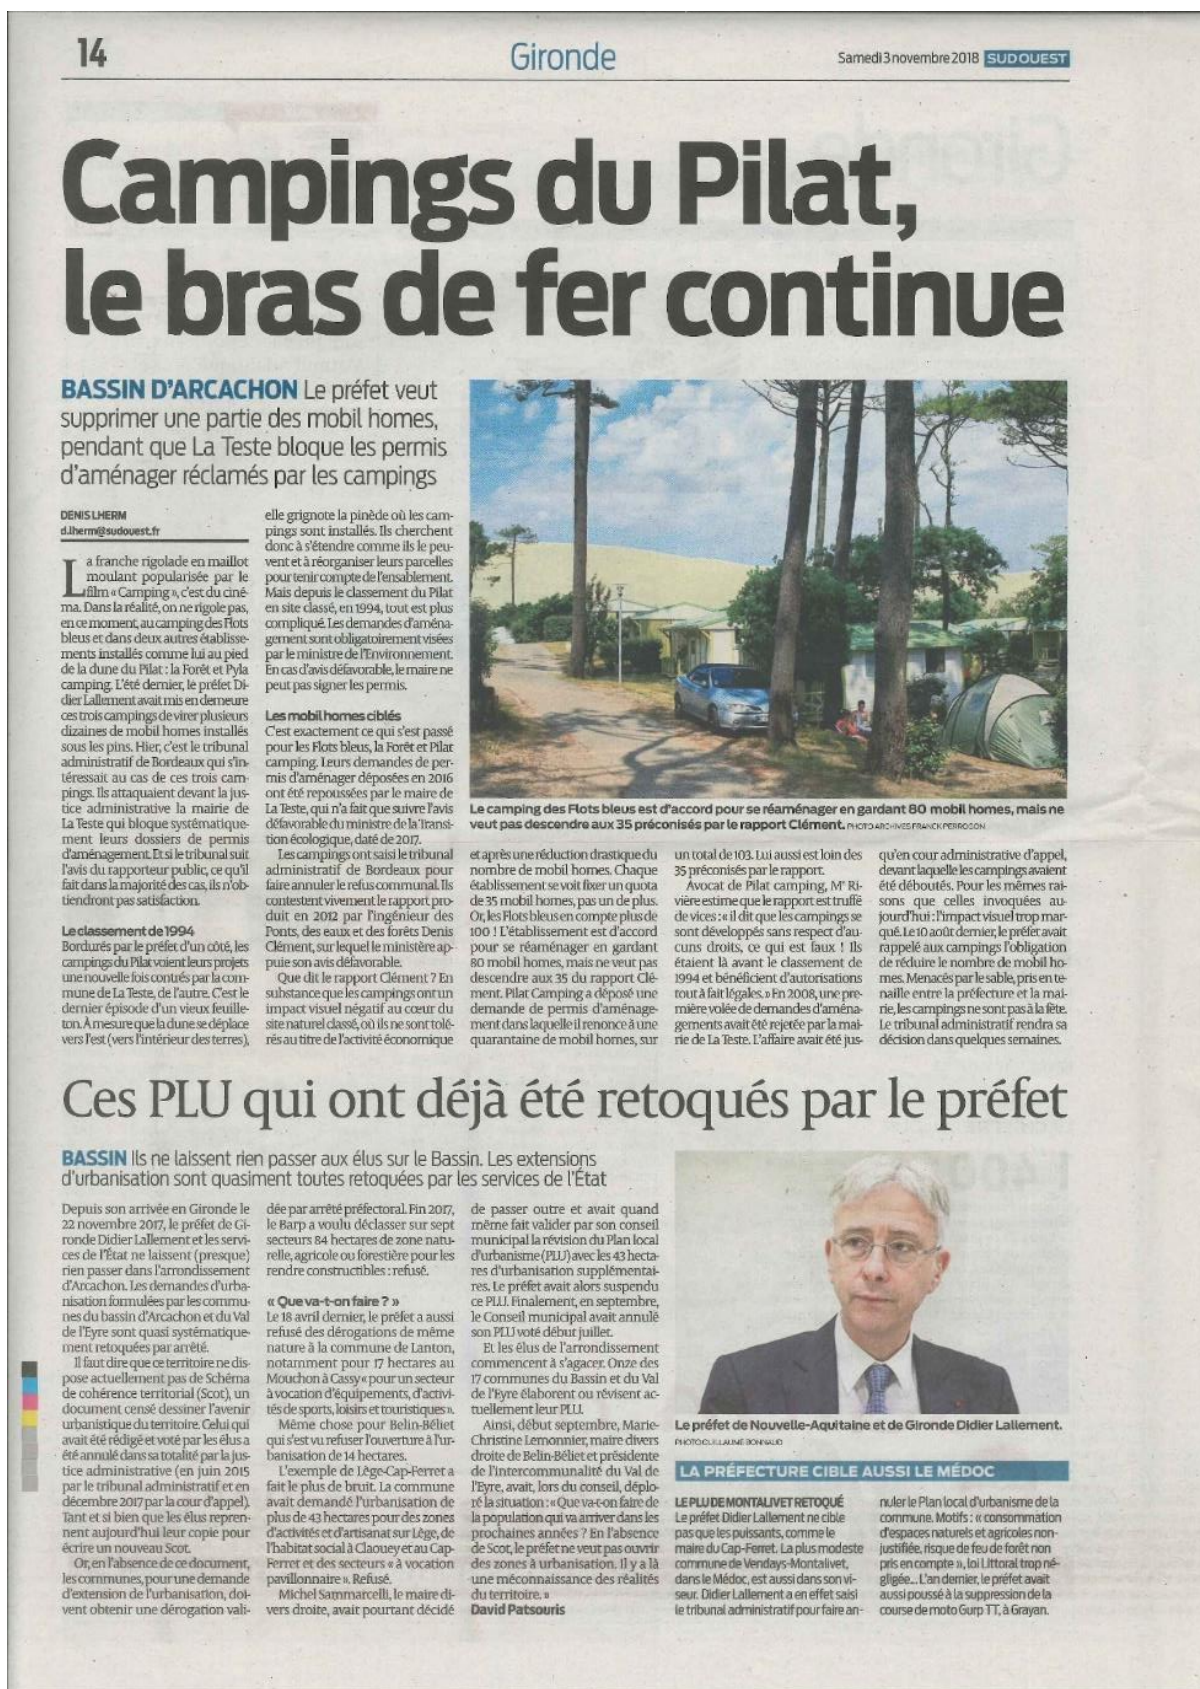 14
Gironde
Samedi 3 novembre 2018 SUD OUEST
Campings du Pilat,
le bras de fer continue
BASSIN D'ARCACHON Le préfet veut
supprimer une partie des mobil homes,
pendant que La Teste bloque les permis
d'aménager réclamés par les campings
DENIS LHERM
d.lherm@sudouest.fr
La franche rigolade en maillot
moulant popularisée par le
film « Camping », c'est du ciné-
ma. Dans la réalité, on ne rigole pas,
en ce moment, au camping des Flots
bleus et dans deux autres établisse-
ments installés comme lui au pied
de la dune du Pilat : la Forêt et Pyla
camping. L'été dernier, le préfet Di-
dier Lallement avait mis en demeure
ces trois campings de virer plusieurs
dizaines de mobil homes installés
sous les pins. Hier, c'est le tribunal
administratif de Bordeaux qui s'in-
téressait au cas de ces trois cam-
pings. Ils attaquaient devant la jus-
tice administrative la mairie de
La Teste qui bloque systématique-
ment leurs dossiers de permis
d'aménagement. Et si le tribunal suit
l'avis du rapporteur public, ce qu'il
fait dans la majorité des cas, ils n'ob-
tiendront pas satisfaction.
Le classement de 1994
Bordurés par le préfet d'un côté, les
campings du Pilat voient leurs projets
une nouvelle fois contrés par la com-
mune de La Teste, de l'autre. C'est le
dernier épisode d'un vieux feuille-
ton. À mesure que la dune se déplace
vers l'est (vers l'intérieur des terres),
elle grignote la pinède où les cam-
pings sont installés. Ils cherchent
donc à s'étendre comme ils le peu-
vent et à réorganiser leurs parcelles
pour tenir compte de l'ensablement.
Mais depuis le classement du Pilat
en site classé, en 1994, tout est plus
compliqué. Les demandes d'aména-
gement sont obligatoirement visées
par le ministre de l'Environnement.
En cas d'avis défavorable, le maire ne
peut pas signer les permis.
Les mobil homes ciblés
C'est exactement ce qui s'est passé
pour les Flots bleus, la Forêt et Pilat
camping. Leurs demandes de per-
mis d'aménager déposées en 2016
ont été repoussées par le maire de
La Teste, qui n'a fait que suivre l'avis
défavorable du ministre de la Transi-
tion écologique, daté de 2017.
Les campings ont saisi le tribunal
administratif de Bordeaux pour
faire annuler le refus communal. Ils
contestent vivement le rapport pro-
duit en 2012 par l'ingénieur des
Ponts, des eaux et des forêts Denis
Clément, sur lequel le ministère ap-
puie son avis défavorable.
Que dit le rapport Clément ? En
substance que les campings ont un
impact visuel négatif au cœur du
site naturel classé, où ils ne sont tolé-
rés au titre de l'activité économique
Le camping des Flots bleus est d'accord pour se réaménager en gardant 80 mobil homes, mais ne
veut pas descendre aux 35 préconisés par le rapport Clément. PHOTO ARCHIVES FRANCK PERROGON
et après une réduction drastique du
nombre de mobil homes. Chaque
établissement se voit fixer un quota
de 35 mobil homes, pas un de plus.
Or, les Flots bleus en compte plus de
100 ! L'établissement est d'accord
pour se réaménager en gardant
80 mobil homes, mais ne veut pas
descendre aux 35 du rapport Clé-
ment. Pilat Camping a déposé une
demande de permis d'aménage-
ment dans laquelle il renonce à une
quarantaine de mobil homes, sur
un total de 103. Lui aussi est loin des
35 préconisés par le rapport.
Avocat de Pilat camping, Me Ri-
vière estime que le rapport est truffé
de vices : « il dit que les campings se
sont développés sans respect d'au-
cuns droits, ce qui est faux ! Ils
étaient là avant le classement de
1994 et bénéficient d'autorisations
tout à fait légales. » En 2008, une pre-
mière volée de demandes d'aména-
gements avait été rejetée par la mai-
rie de La Teste. L'affaire avait été jus-
qu'en cour administrative d'appel,
devant laquelle les campings avaient
été déboutés. Pour les mêmes rai-
sons que celles invoquées au-
jourd'hui : l'impact visuel trop mar-
qué. Le 10 août dernier, le préfet avait
rappelé aux campings l'obligation
de réduire le nombre de mobil ho-
mes. Menacés par le sable, pris en te-
naille entre la préfecture et la mai-
rie, les campings ne sont pas à la fête.
Le tribunal administratif rendra sa
décision dans quelques semaines.
Ces PLU qui ont déjà été retoqués par le préfet
BASSIN Ils ne laissent rien passer aux élus sur le Bassin. Les extensions
d'urbanisation sont quasiment toutes retoquées par les services de l'État
Depuis son arrivée en Gironde le
22 novembre 2017, le préfet de Gi-
ronde Didier Lallement et les servi-
ces de l'État ne laissent (presque)
rien passer dans l'arrondissement
d'Arcachon. Les demandes d'urba-
nisation formulées par les commu-
nes du bassin d'Arcachon et du Val
de l'Eyre sont quasi systématique-
ment retoquées par arrêté.
Il faut dire que ce territoire ne dis-
pose actuellement pas de Schéma
de cohérence territorial (Scot), un
document censé dessiner l'avenir
urbanistique du territoire. Celui qui
avait été rédigé et voté par les élus a
été annulé dans sa totalité par la jus-
tice administrative (en juin 2015
par le tribunal administratif et en
décembre 2017 par la cour d'appel).
Tant et si bien que les élus repren-
nent aujourd'hui leur copie pour
écrire un nouveau Scot.
Or, en l'absence de ce document,
les communes, pour une demande
d'extension de l'urbanisation, doi-
vent obtenir une dérogation vali-
dée par arrêté préfectoral. Fin 2017,
le Barp a voulu déclasser sur sept
secteurs 84 hectares de zone natu-
relle, agricole ou forestière pour les
rendre constructibles : refusé.
« Que va-t-on faire ? »
Le 18 avril dernier, le préfet a aussi
refusé des dérogations de même
nature à la commune de Lanton,
notamment pour 17 hectares au
Mouchon à Cassy « pour un secteur
à vocation d'équipements, d'activi-
tés de sports, loisirs et touristiques ».
Même chose pour Belin-Béliet
qui s'est vu refuser l'ouverture à l'ur-
banisation de 14 hectares.
L'exemple de Lège-Cap-Ferret a
fait le plus de bruit. La commune
avait demandé l'urbanisation de
plus de 43 hectares pour des zones
d'activités et d'artisanat sur Lège, de
l'habitat social à Claouey et au Cap-
Ferret et des secteurs « à vocation
pavillonnaire ». Refusé.
Michel Sammarcelli, le maire di-
vers droite, avait pourtant décidé
de passer outre et avait quand
même fait valider par son conseil
municipal la révision du Plan local
d'urbanisme (PLU) avec les 43 hecta-
res d'urbanisation supplémentai-
res. Le préfet avait alors suspendu
ce PLU. Finalement, en septembre,
le Conseil municipal avait annulé
son PLU voté début juillet.
Et les élus de l'arrondissement
commencent à s'agacer. Onze des
17 communes du Bassin et du Val
de l'Eyre élaborent ou révisent ac-
tuellement leur PLU.
Ainsi, début septembre, Marie-
Christine Lemonnier, maire divers
droite de Belin-Béliet et présidente
de l'intercommunalité du Val de
l'Eyre, avait, lors du conseil, déplo-
ré la situation : « Que va-t-on faire de
la population qui va arriver dans les
prochaines années ? En l'absence
de Scot, le préfet ne veut pas ouvrir
des zones à urbanisation. Il y a là
une méconnaissance des réalités
du territoire. »
David Patsouris
Le préfet de Nouvelle-Aquitaine et de Gironde Didier Lallement.
PHOTO GUILLAUME BONNAUD
LA PRÉFECTURE CIBLE AUSSI LE MÉDOC
LE PLU DE MONTALIVET RETOQUÉ
Le préfet Didier Lallement ne cible
pas que les puissants, comme le
maire du Cap-Ferret. La plus modeste
commune de Vendays-Montalivet,
dans le Médoc, est aussi dans son vi-
seur. Didier Lallement a en effet saisi
le tribunal administratif pour faire an-
nuler le Plan local d'urbanisme de la
commune. Motifs : « consommation
d'espaces naturels et agricoles non-
justifiée, risque de feu de forêt non
pris en compte », loi Littoral trop né-
gligée... L'an dernier, le préfet avait
aussi poussé à la suppression de la
course de moto Gurp TT, à Grayan.